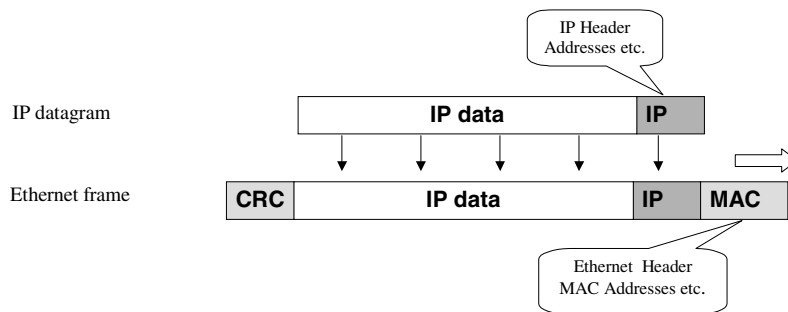 IP Header
Addresses etc.
IP datagram
IP data
IP
Ethernet frame
CRC
IP data
IP
MAC
Ethernet Header
MAC Addresses etc.